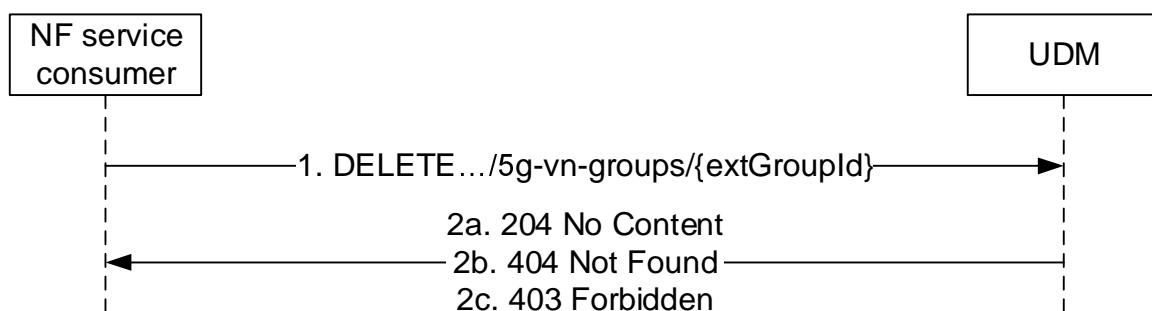 NF service
consumer
UDM
1. DELETE…/5g-vn-groups/{extGroupId}
2a. 204 No Content
2b. 404 Not Found
2c. 403 Forbidden